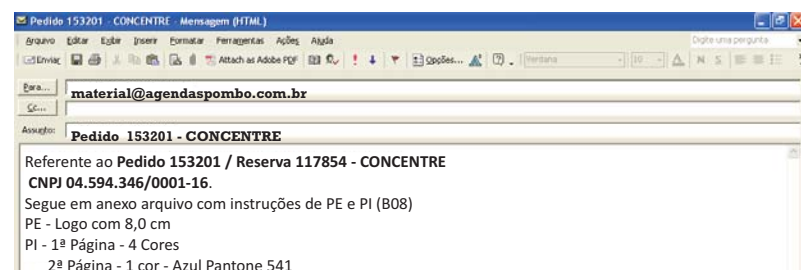 Pedido 153201 - CONCENTRE - Mensagem (HTML)
Arquivo Editar Exibir Inserir Formatar Ferramentas Ações Ajuda Digite uma pergunta
Enviar Attach as Adobe PDF Opções... Verdana 10 A N S
Para... material@agendaspombo.com.br
Cc...
Assunto: Pedido 153201 - CONCENTRE
Referente ao Pedido 153201 / Reserva 117854 - CONCENTRE
CNPJ 04.594.346/0001-16.
Segue em anexo arquivo com instruções de PE e PI (B08)
PE - Logo com 8,0 cm
PI - 1ª Página - 4 Cores
2ª Página - 1 cor - Azul Pantone 541